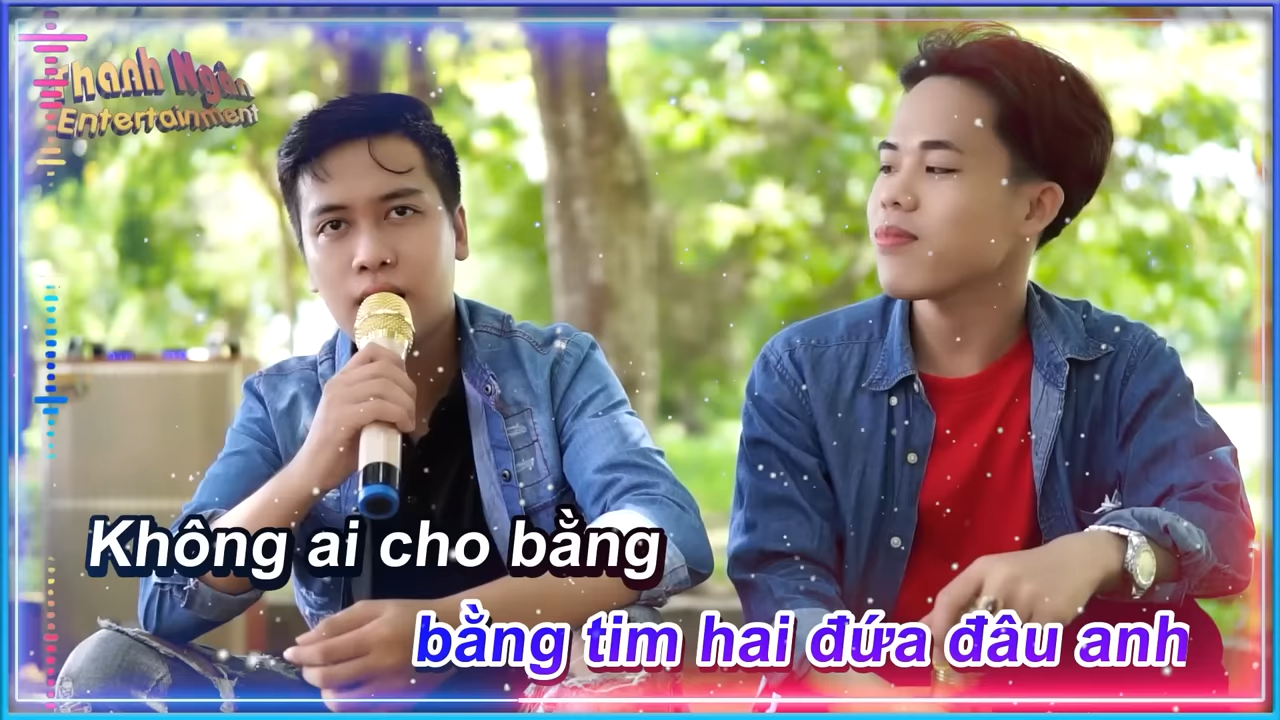 Thanh Ngân
Entertainment
Không ai cho bằng
bằng tim hai đứa đâu anh